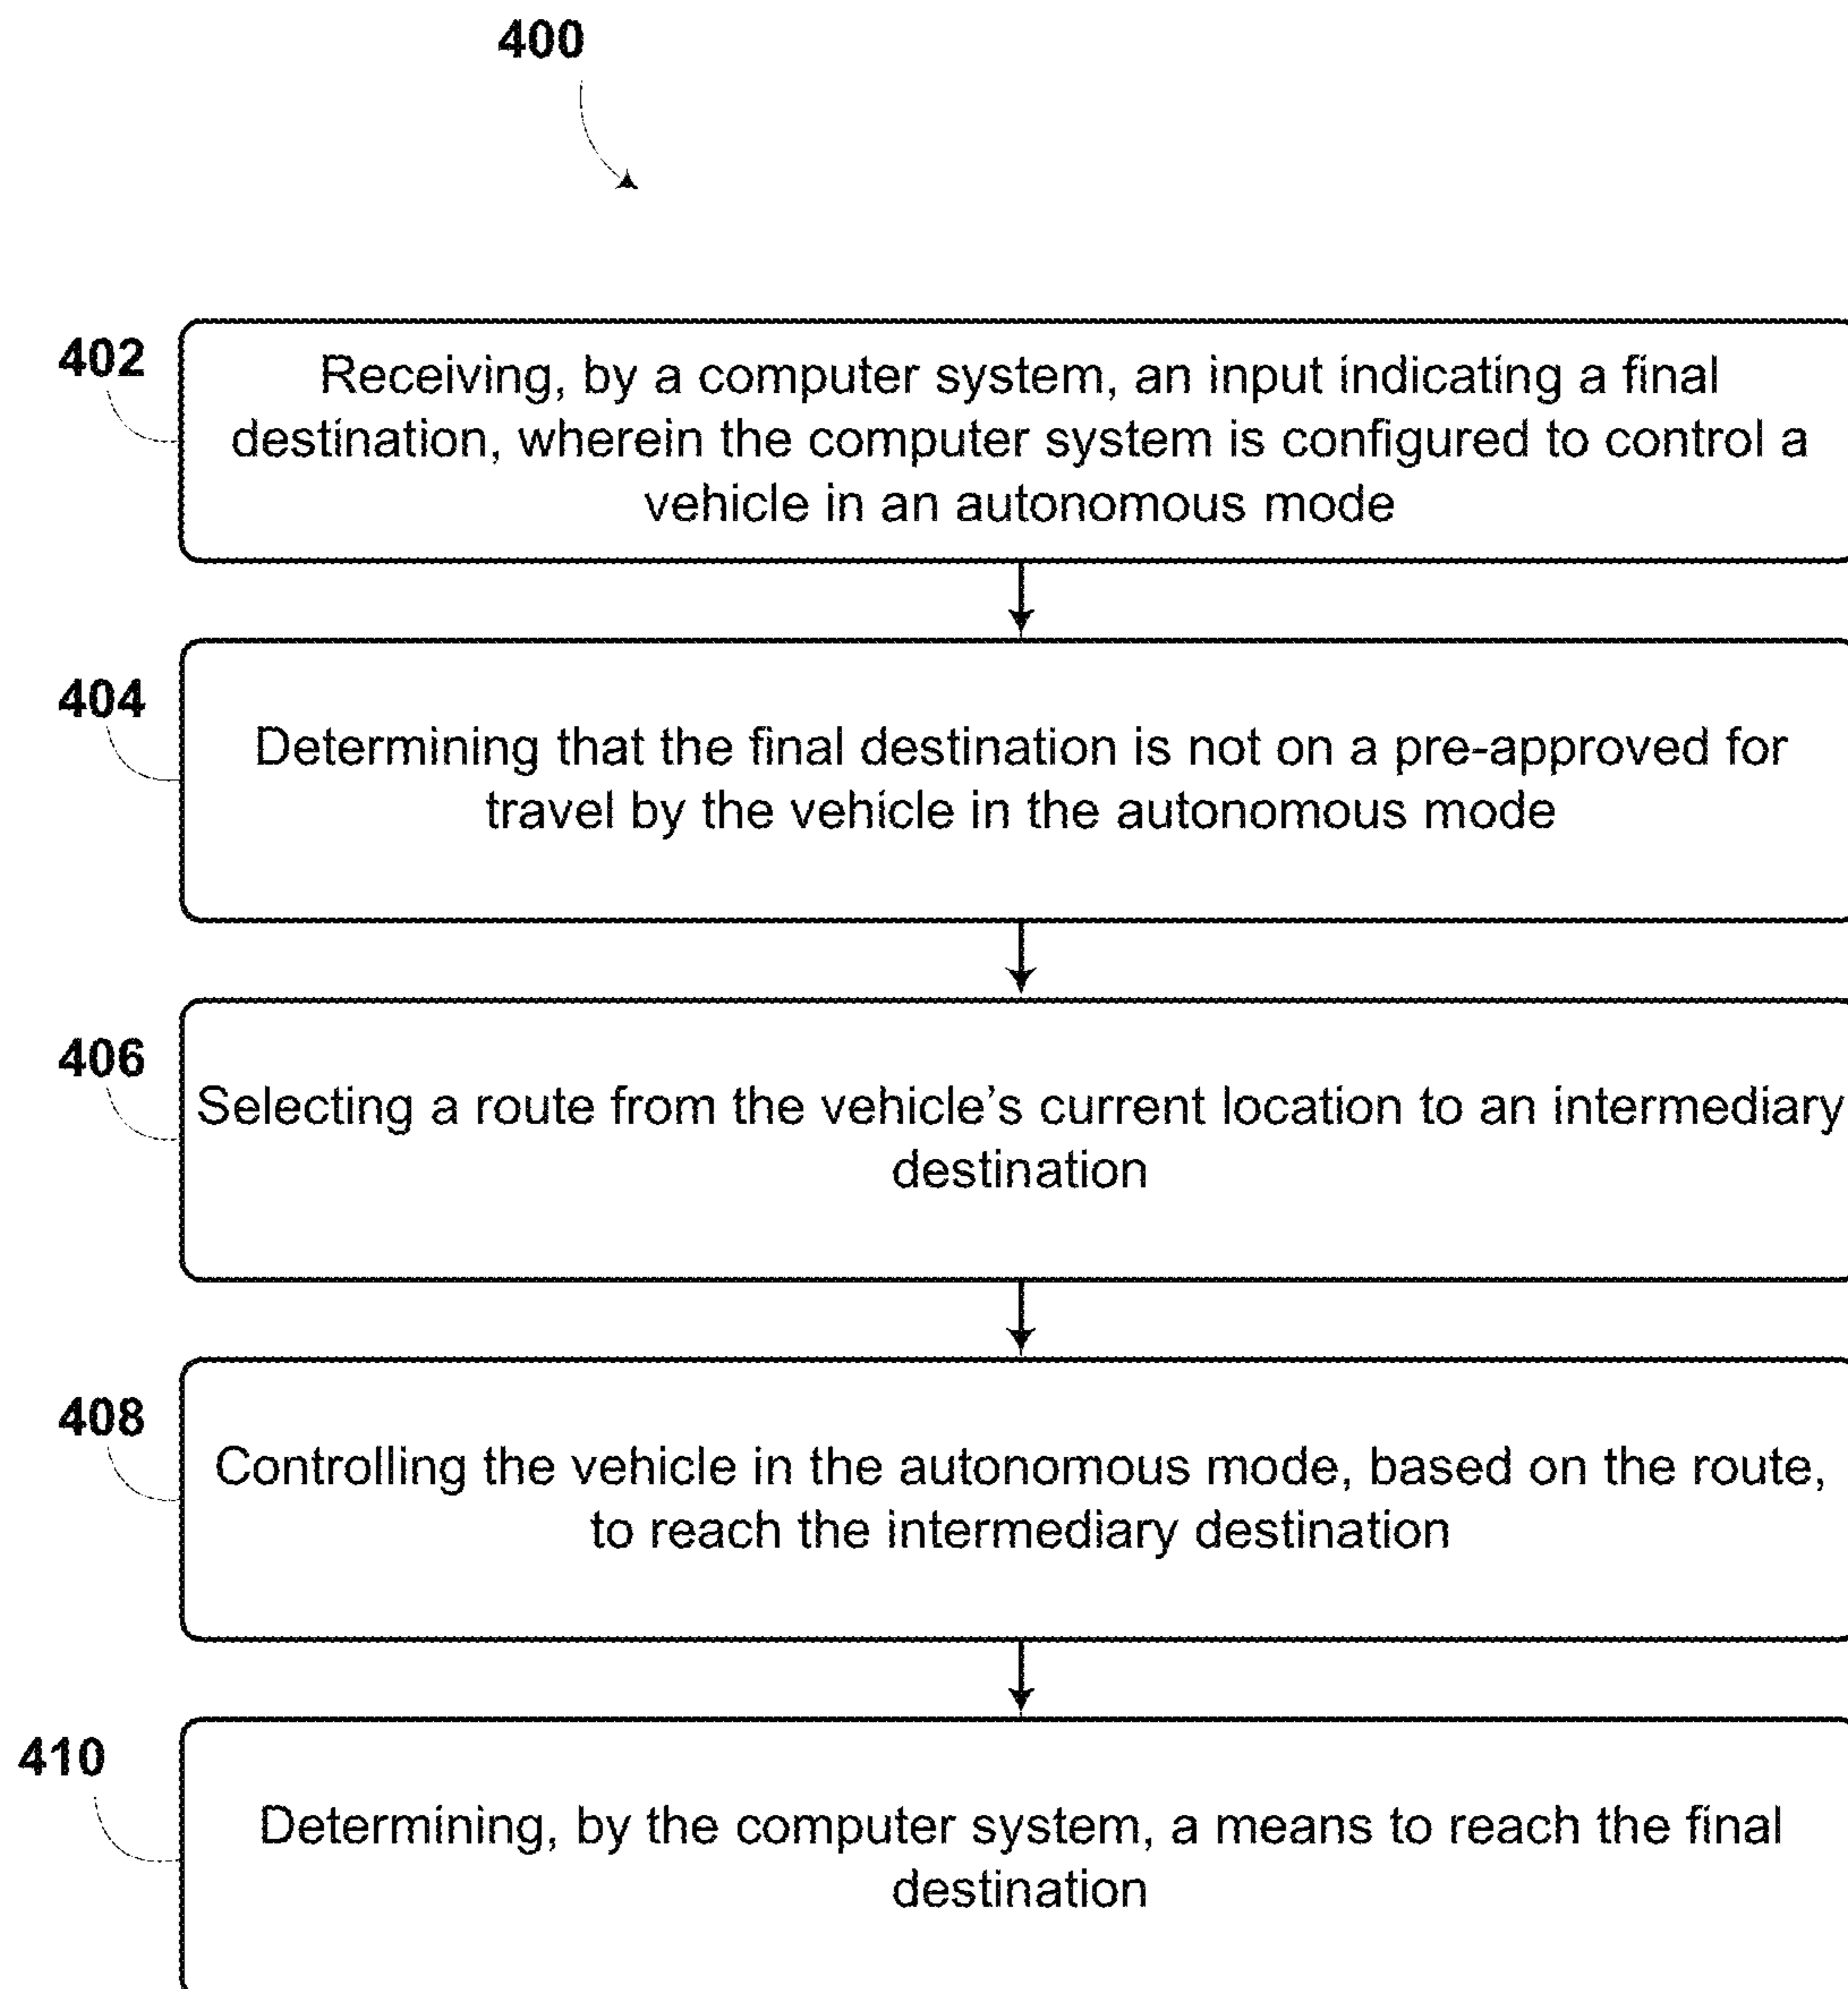 400
402
Receiving, by a computer system, an input indicating a final
destination, wherein the computer system is configured to control a
vehicle in an autonomous mode
404
Determining that the final destination is not on a pre-approved for
travel by the vehicle in the autonomous mode
406
Selecting a route from the vehicle's current location to an intermediary
destination
408
Controlling the vehicle in the autonomous mode, based on the route,
to reach the intermediary destination
410
Determining, by the computer system, a means to reach the final
destination